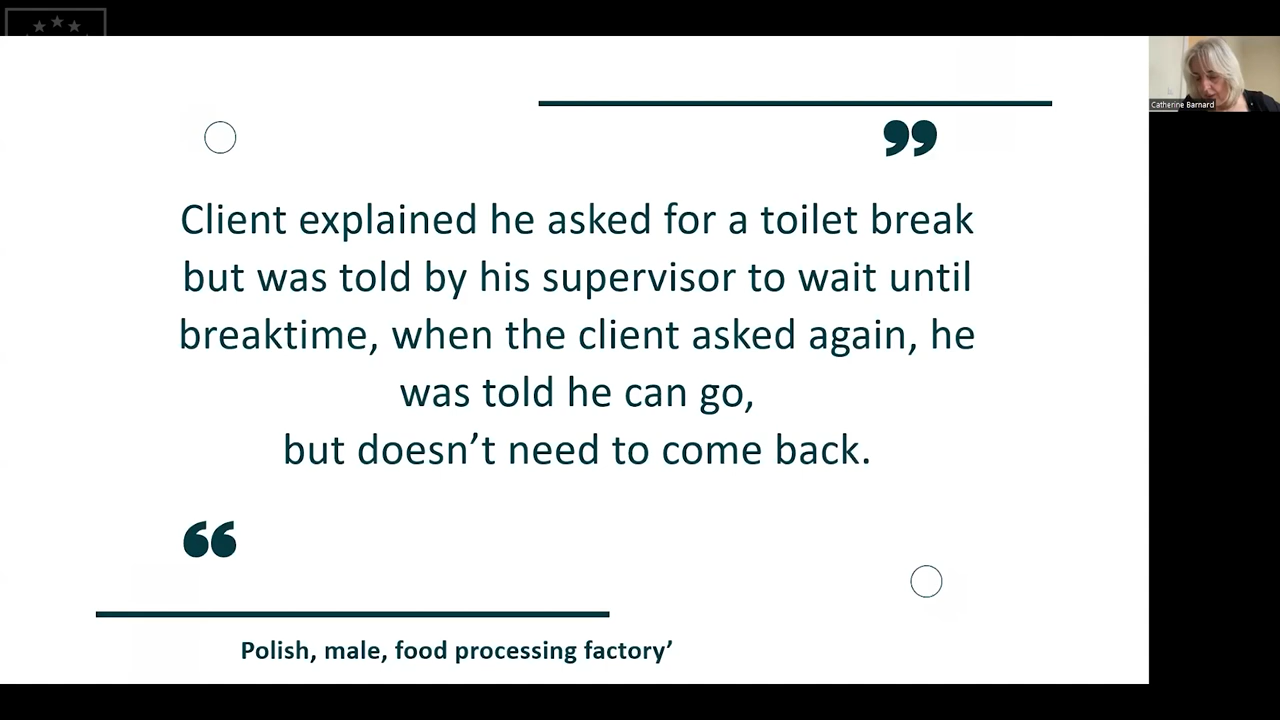 Catherine Barnard
”
Client explained he asked for a toilet break
but was told by his supervisor to wait until
breaktime, when the client asked again, he
was told he can go,
but doesn’t need to come back.
“
Polish, male, food processing factory’